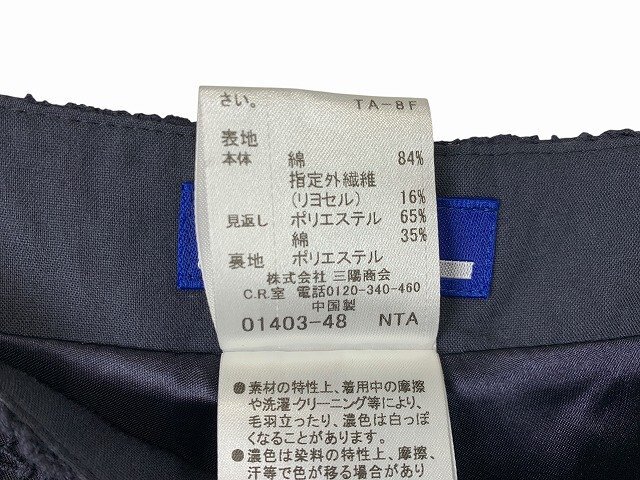 さい。 TA-8F
表地
本体 綿 84%
指定外繊維
(リヨセル) 16%
見返し ポリエステル 65%
綿 35%
裏地 ポリエステル
株式会社 三陽商会
C.R.室 電話0120-340-460
中国製
01403-48 NTA
●素材の特性上、着用中の摩擦
や洗濯・クリーニング等により、
毛羽立ったり、濃色は白っぽ
くなることがあります。
●濃色は染料の特性上、摩擦、
汗等で色が移る場合があり